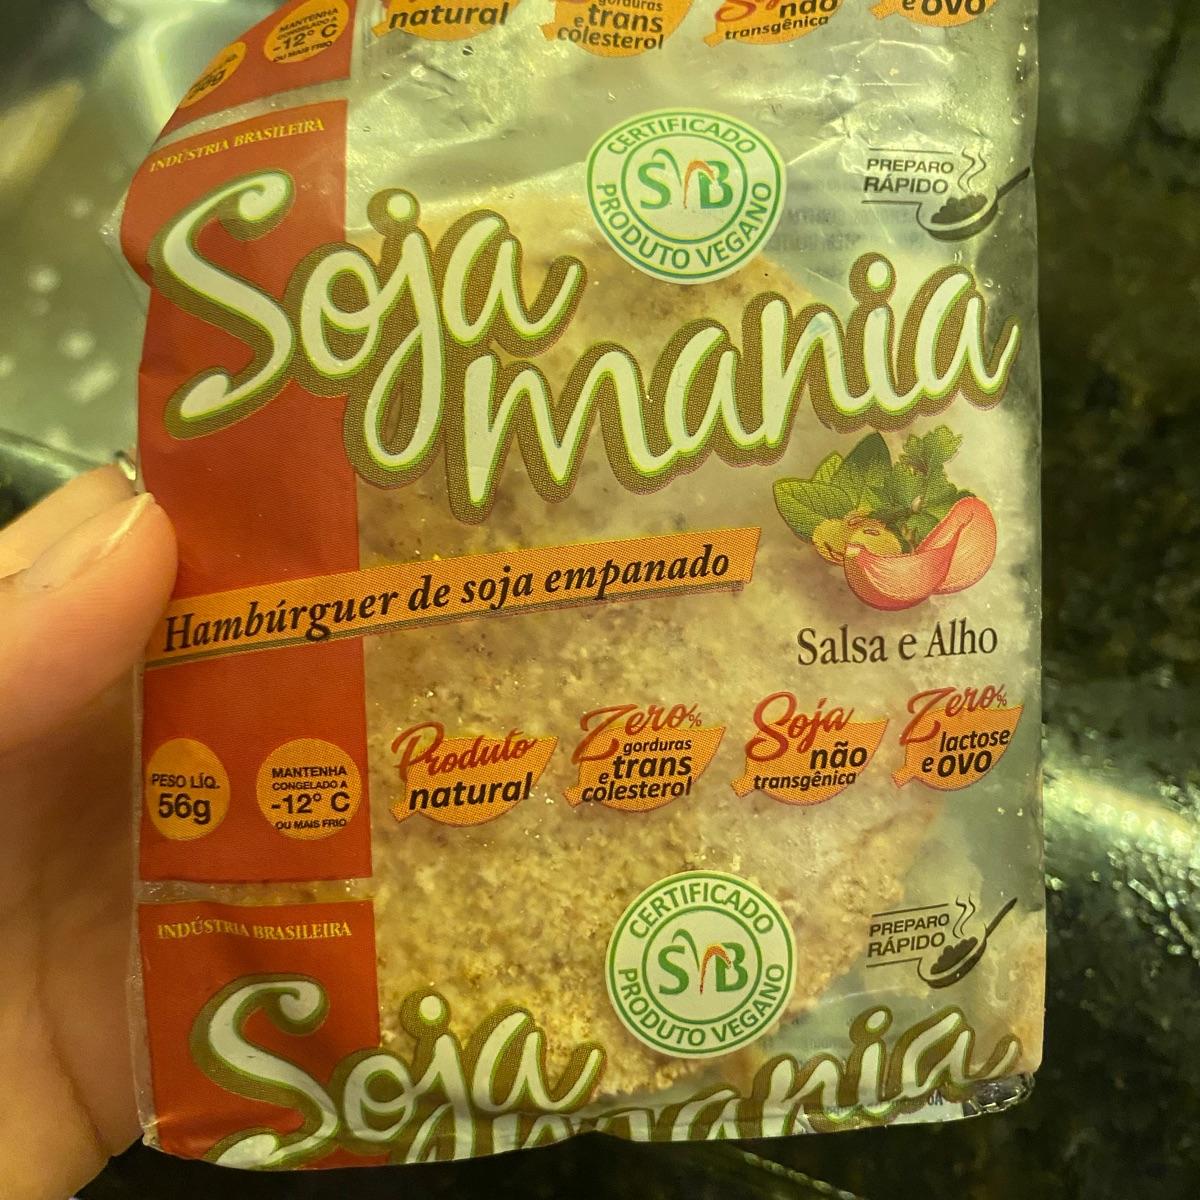 natural
gorduras
e trans
colesterol
não
transgênica
e ovo
MANTENHA
CONGELADO A
-12° C
OU MAIS FRIO
INDÚSTRIA BRASILEIRA
CERTIFICADO
SVB
PRODUTO VEGANO
PREPARO
RÁPIDO
Soja
mania
Hambúrguer de soja empanado
Salsa e Alho
PESO LÍQ.
56g
MANTENHA
CONGELADO A
-12° C
OU MAIS FRIO
Produto
natural
Zero%
gorduras
e trans
colesterol
Soja
não
transgênica
Zero%
lactose
e ovo
INDÚSTRIA BRASILEIRA
CERTIFICADO
SVB
PRODUTO VEGANO
PREPARO
RÁPIDO
Soja
mania